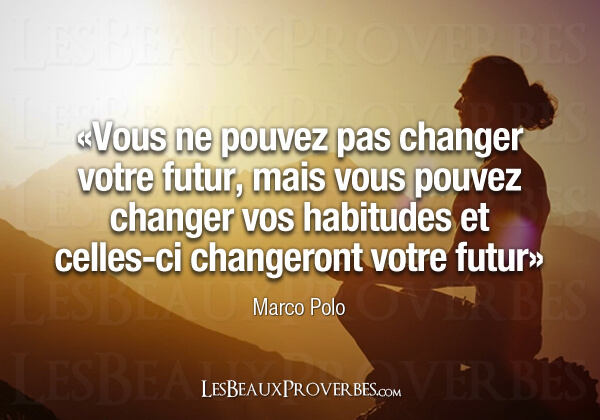 LESBEAUXPROVERBES
«Vous ne pouvez pas changer
votre futur, mais vous pouvez
changer vos habitudes et
celles-ci changeront votre futur»
Marco Polo
LESBEAUXPROVERBES
LESBEAUXPROVERBES.COM